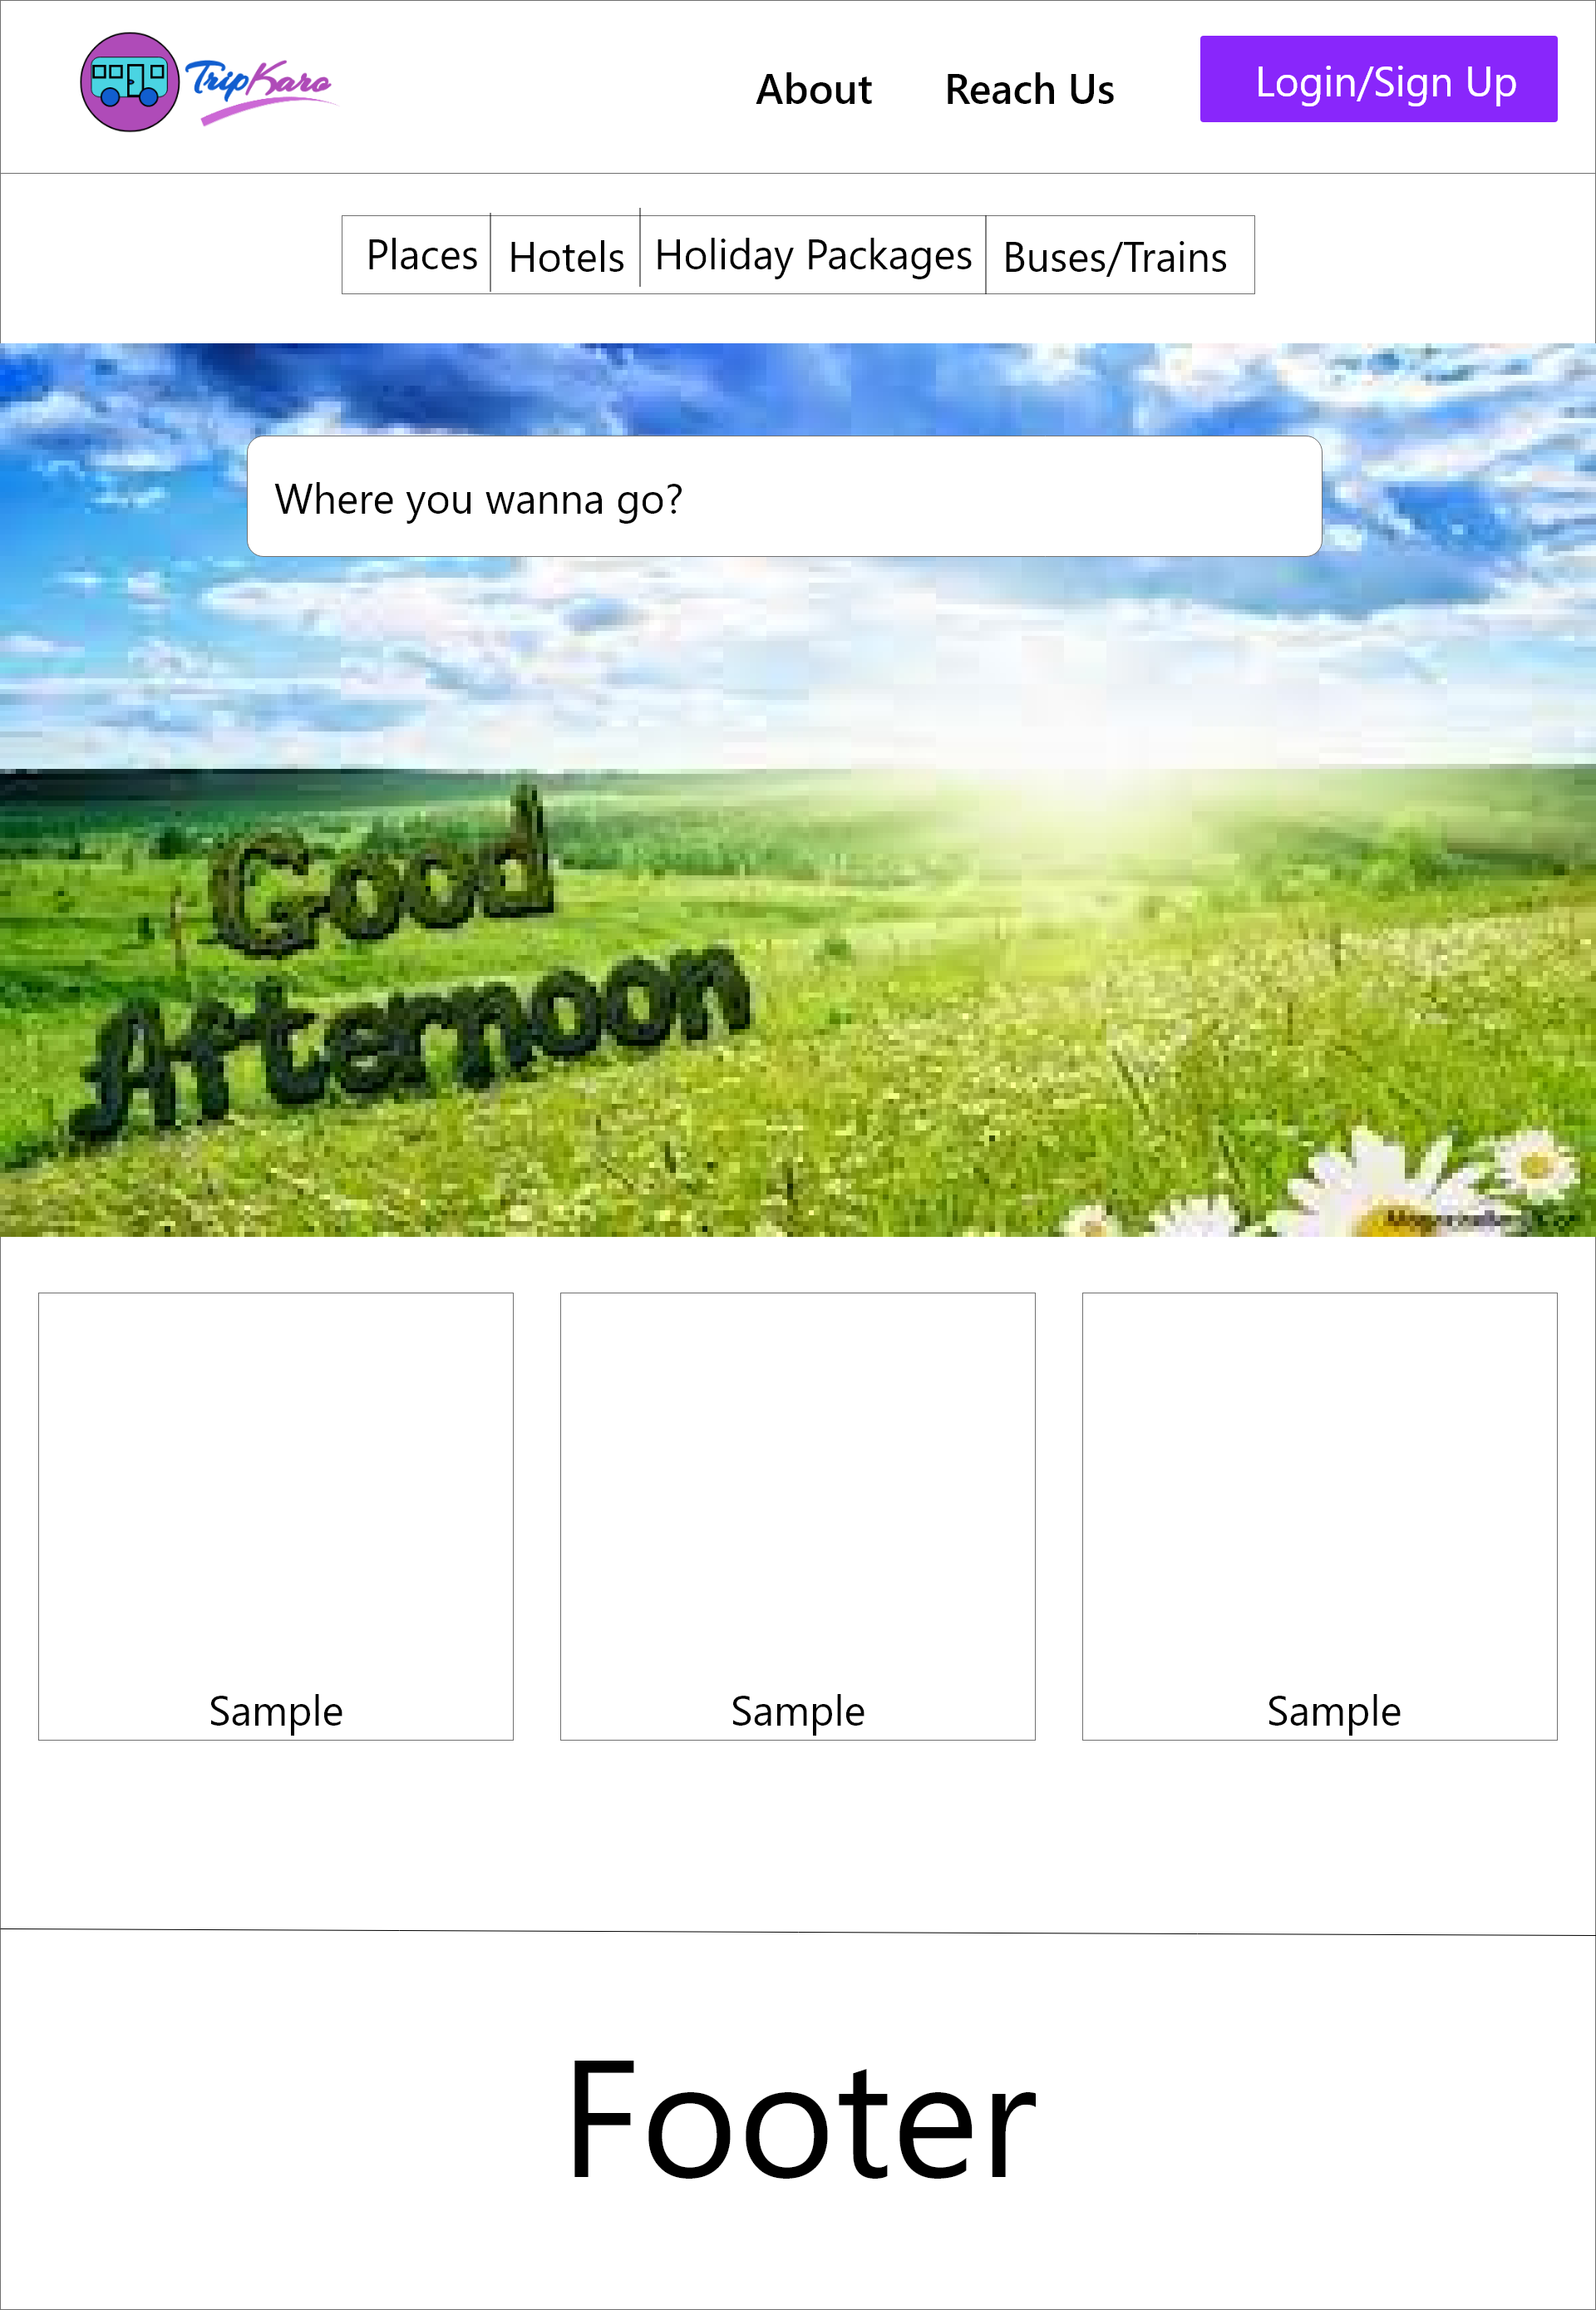 TripKaro
About Reach Us Login/Sign Up
Places Hotels Holiday Packages Buses/Trains
Where you wanna go?
Good
Afternoon
Sample Sample Sample
Footer